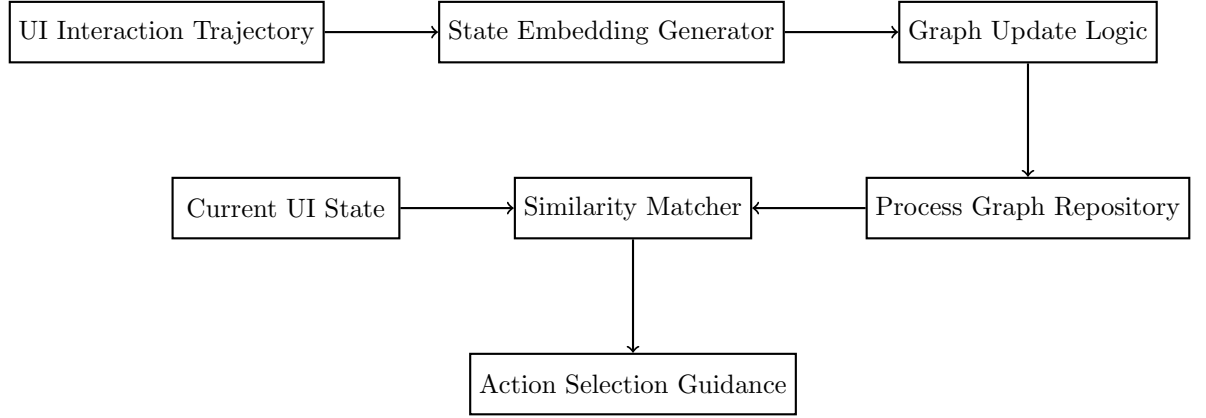 UI Interaction Trajectory
State Embedding Generator
Graph Update Logic
Current UI State
Similarity Matcher
Process Graph Repository
Action Selection Guidance